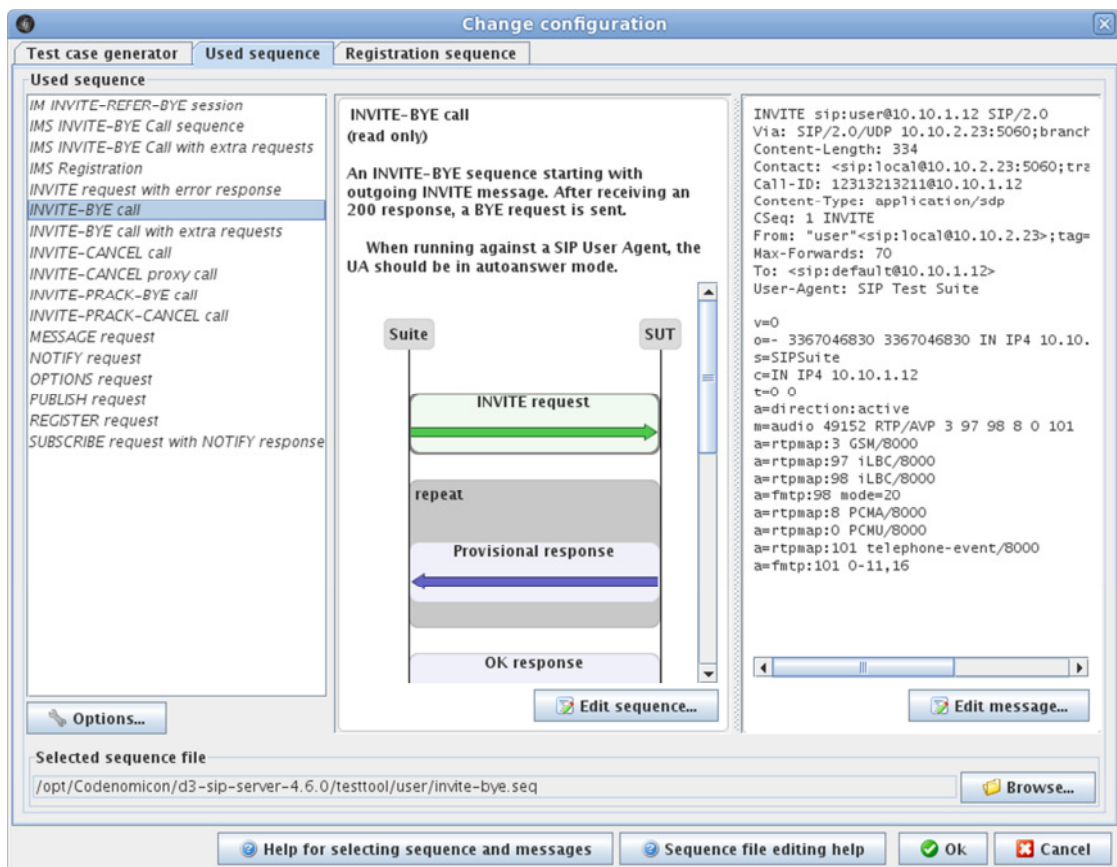 Change configuration
Test case generator
Used sequence
Registration sequence
Used sequence
IM INVITE-REFER-BYE session
IMS INVITE-BYE Call sequence
IMS INVITE-BYE Call with extra requests
IMS Registration
INVITE request with error response
INVITE-BYE call
INVITE-BYE call with extra requests
INVITE-CANCEL call
INVITE-CANCEL proxy call
INVITE-PRACK-BYE call
INVITE-PRACK-CANCEL call
MESSAGE request
NOTIFY request
OPTIONS request
PUBLISH request
REGISTER request
SUBSCRIBE request with NOTIFY response
Options...
INVITE-BYE call
(read only)
An INVITE-BYE sequence starting with
outgoing INVITE message. After receiving an
200 response, a BYE request is sent.
When running against a SIP User Agent, the
UA should be in autoanswer mode.
Suite
SUT
INVITE request
repeat
Provisional response
OK response
Edit sequence...
INVITE sip:user@10.10.1.12 SIP/2.0
Via: SIP/2.0/UDP 10.10.2.23:5060;branch
Content-Length: 334
Contact: <sip:local@10.10.2.23:5060;tra
Call-ID: 12313213211@10.10.1.12
Content-Type: application/sdp
CSeq: 1 INVITE
From: "user"<sip:local@10.10.2.23>;tag=
Max-Forwards: 70
To: <sip:default@10.10.1.12>
User-Agent: SIP Test Suite
v=0
o=- 3367046830 3367046830 IN IP4 10.10.
s=SIPSuite
c=IN IP4 10.10.1.12
t=0 0
a=direction:active
m=audio 49152 RTP/AVP 3 97 98 8 0 101
a=rtpmap:3 GSM/8000
a=rtpmap:97 iLBC/8000
a=rtpmap:98 iLBC/8000
a=fmtp:98 mode=20
a=rtpmap:8 PCMA/8000
a=rtpmap:0 PCMU/8000
a=rtpmap:101 telephone-event/8000
a=fmtp:101 0-11,16
Edit message...
Selected sequence file
/opt/Codenomicon/d3-sip-server-4.6.0/testtool/user/invite-bye.seq
Browse...
Help for selecting sequence and messages
Sequence file editing help
Ok
Cancel